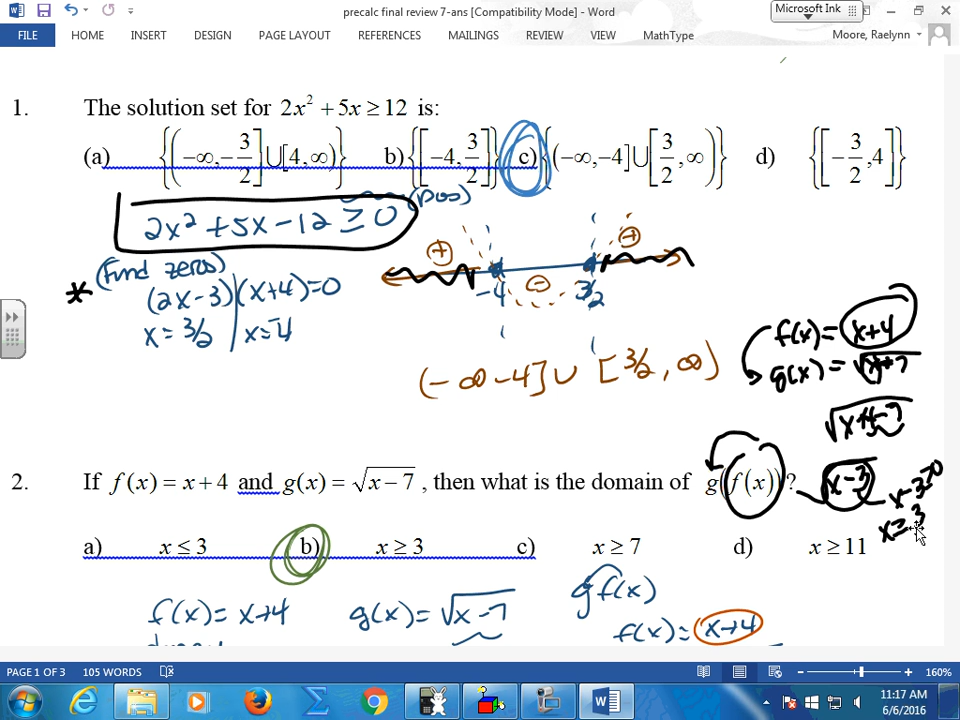 precalc final review 7-ans [Compatibility Mode] - Word
Microsoft Ink
FILE HOME INSERT DESIGN PAGE LAYOUT REFERENCES MAILINGS REVIEW VIEW MathType Moore, Raelynn
1. The solution set for 2x² + 5x ≥ 12 is:
(a) {(-∞, -3/2] ∪ [4, ∞)} b) {[-4, 3/2]} c) {(-∞, -4] ∪ [3/2, ∞)} d) {[-3/2, 4]}
2x² + 5x - 12 ≥ 0 (pos)
(find zeros)
* (2x-3)(x+4)=0
x = 3/2 x = -4
+ - +
-4 3/2
(-∞ -4] ∪ [3/2, ∞)
f(x) = x+4
g(x) =
√x-3
x = 3
2. If f(x) = x + 4 and g(x) = √x-7, then what is the domain of g(f(x))?
a) x ≤ 3 b) x ≥ 3 c) x ≥ 7 d) x ≥ 11
f(x) = x+4 g(x) = √x-7 gf(x)
f(x) = x+4
PAGE 1 OF 3 105 WORDS 160%
11:17 AM
6/6/2016